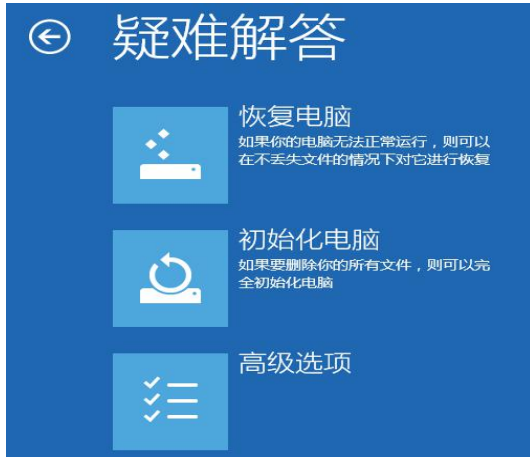 疑难解答
恢复电脑
如果你的电脑无法正常运行，则可以
在不丢失文件的情况下对它进行恢复
初始化电脑
如果要删除你的所有文件，则可以完
全初始化电脑
高级选项